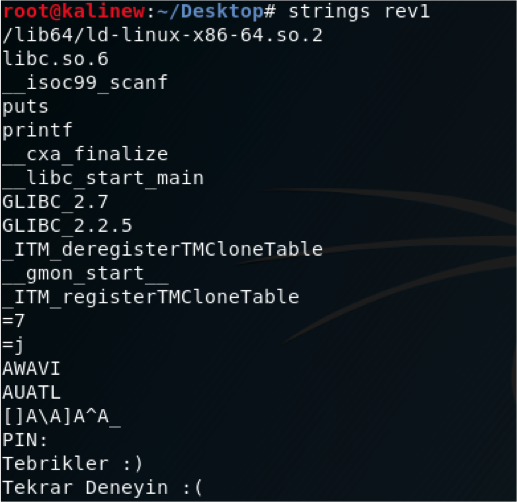 root@kalinew:~/Desktop# strings rev1
/lib64/ld-linux-x86-64.so.2
libc.so.6
__isoc99_scanf
puts
printf
__cxa_finalize
__libc_start_main
GLIBC_2.7
GLIBC_2.2.5
_ITM_deregisterTMCloneTable
__gmon_start__
_ITM_registerTMCloneTable
=7
=j
AWAVI
AUATL
[]A\A]A^A_
PIN:
Tebrikler :)
Tekrar Deneyin :(